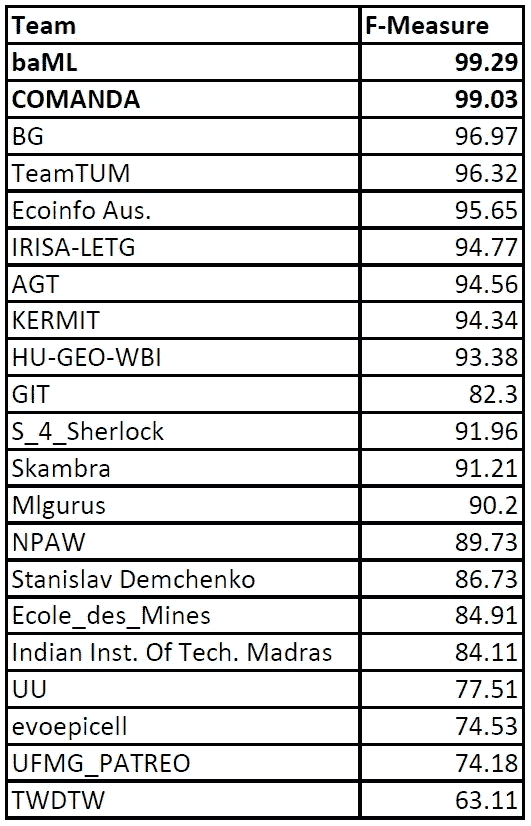 Team F-Measure
baML 99.29
COMANDA 99.03
BG 96.97
TeamTUM 96.32
Ecoinfo Aus. 95.65
IRISA-LETG 94.77
AGT 94.56
KERMIT 94.34
HU-GEO-WBI 93.38
GIT 82.3
S_4_Sherlock 91.96
Skambra 91.21
Mlgurus 90.2
NPAW 89.73
Stanislav Demchenko 86.73
Ecole_des_Mines 84.91
Indian Inst. Of Tech. Madras 84.11
UU 77.51
evoepicell 74.53
UFMG_PATREO 74.18
TWDTW 63.11